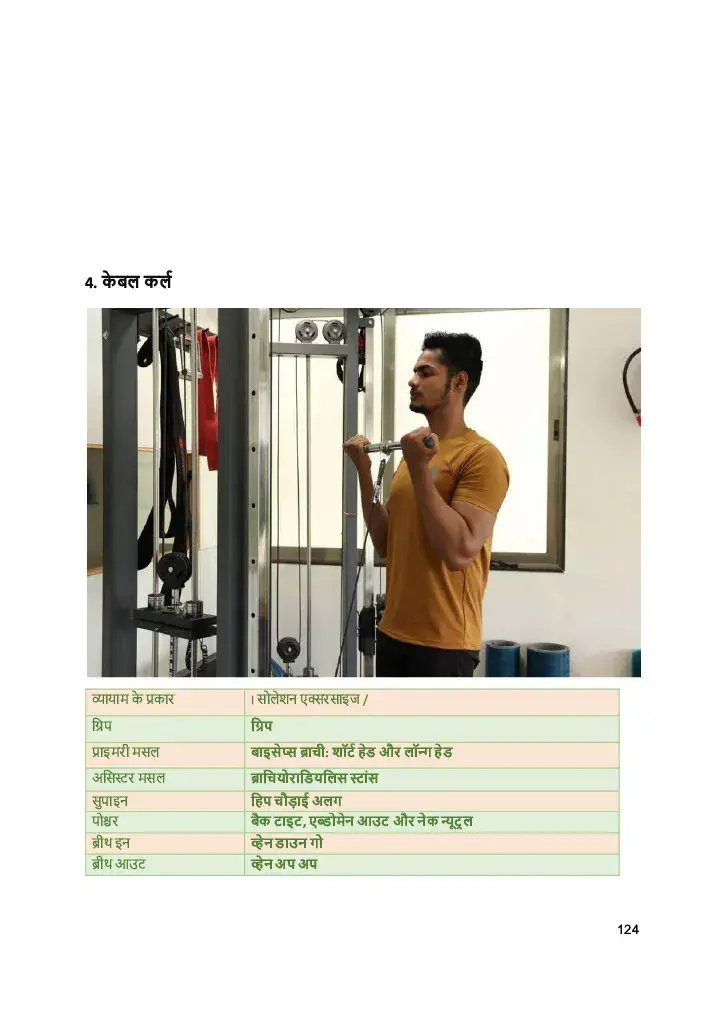 4. केबल कर्ल
व्यायाम के प्रकार । सोलेशन एक्सरसाइज /
ग्रिप ग्रिप
प्राइमरी मसल बाइसेप्स ब्राची: शॉर्ट हेड और लॉन्ग हेड
असिस्टर मसल ब्राचियोराडियलिस स्टांस
सुपाइन हिप चौड़ाई अलग
पोश्चर बैक टाइट, एब्डोमेन आउट और नेक न्यूट्रल
ब्रीथ इन व्हेन डाउन गो
ब्रीथ आउट व्हेन अप अप
124